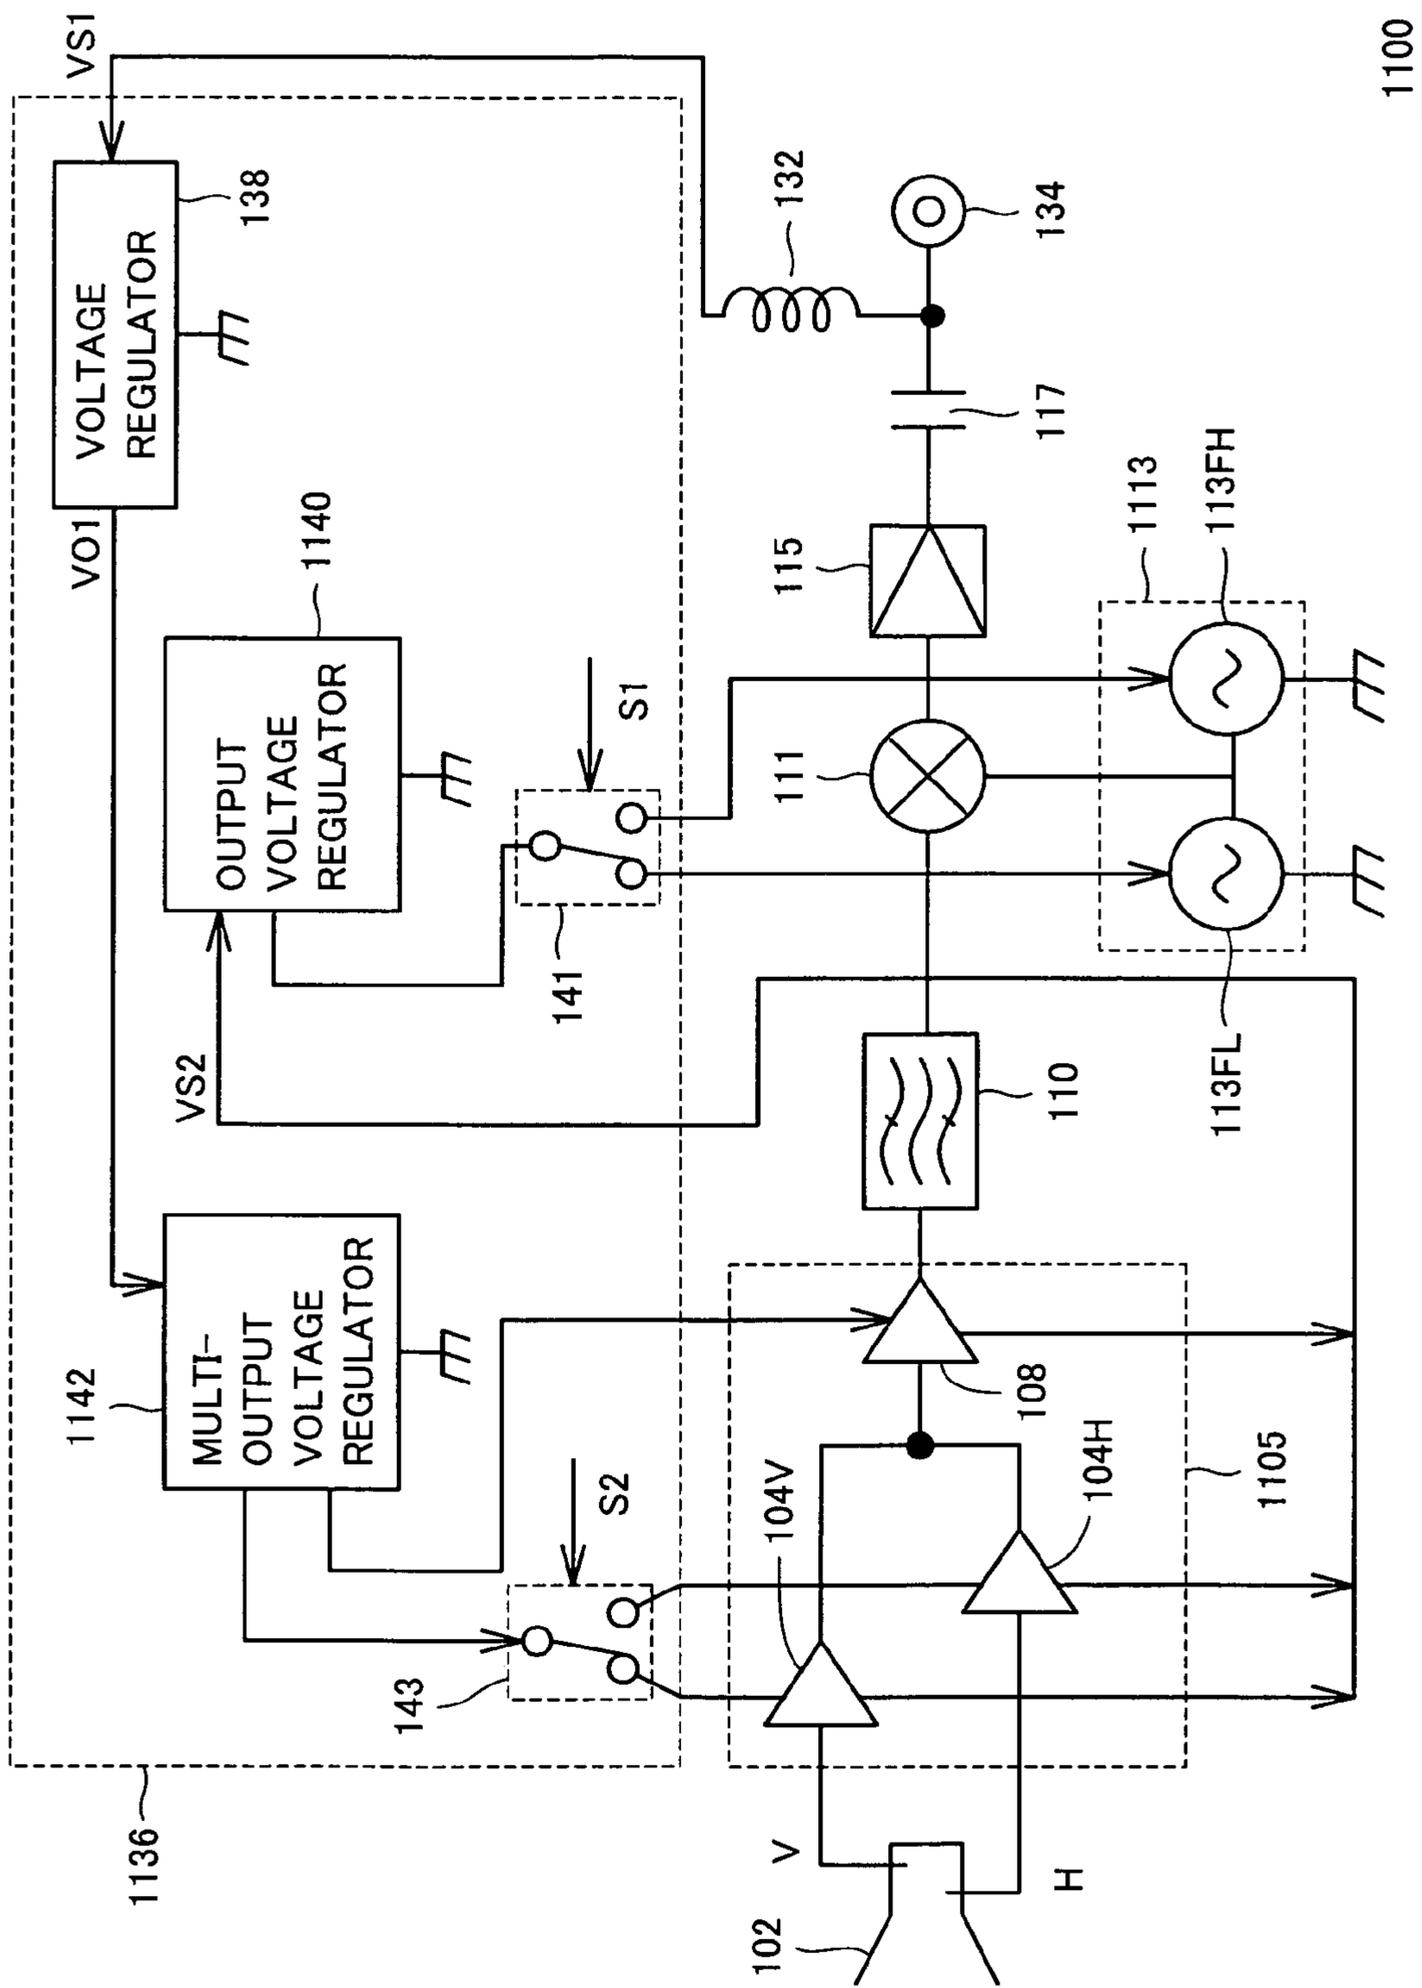 1100
VS1
VOLTAGE
REGULATOR
138
VO1
1140
OUTPUT
VOLTAGE
REGULATOR
VS2
1142
MULTI-
OUTPUT
VOLTAGE
REGULATOR
S1
141
S2
143
1136
132
134
117
115
111
1113
113FH
113FL
110
108
104V
104H
1105
V
H
102